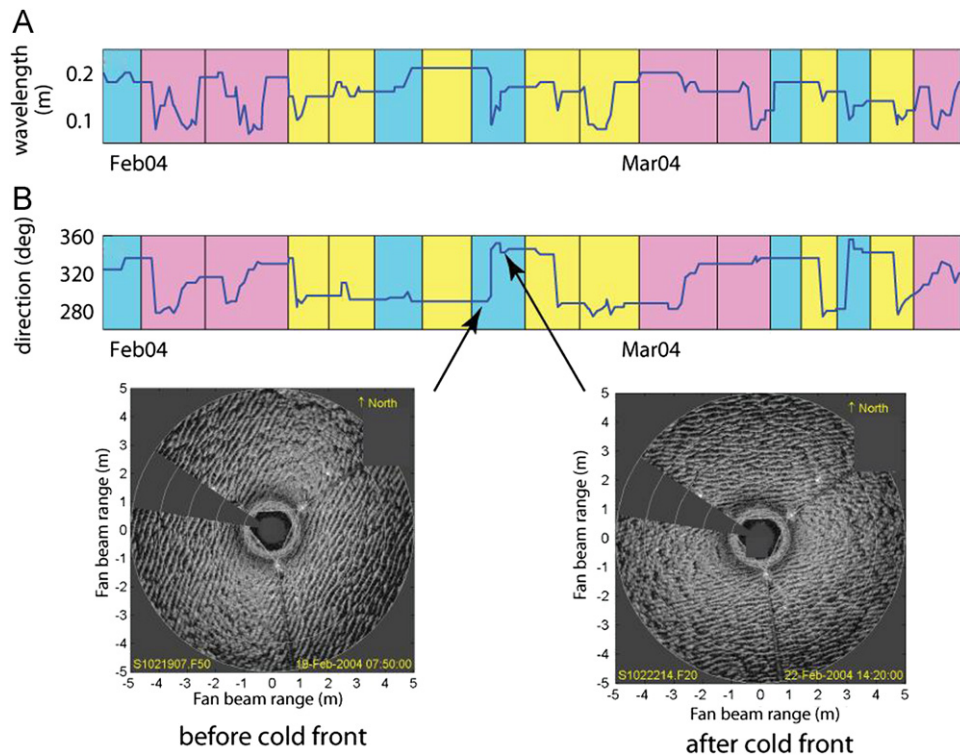 A
wavelength (m)
0.2
0.1
Feb04
Mar04
B
direction (deg)
360
320
280
Feb04
Mar04
Fan beam range (m)
5
4
3
2
1
0
-1
-2
-3
-4
-5
↑ North
S1021907.F50
18-Feb-2004 07:50:00
-5 -4 -3 -2 -1 0 1 2 3 4 5
Fan beam range (m)
before cold front
Fan beam range (m)
5
4
3
2
1
0
-1
-2
-3
-4
-5
↑ North
S1022214.F20
22-Feb-2004 14:20:00
-5 -4 -3 -2 -1 0 1 2 3 4 5
Fan beam range (m)
after cold front